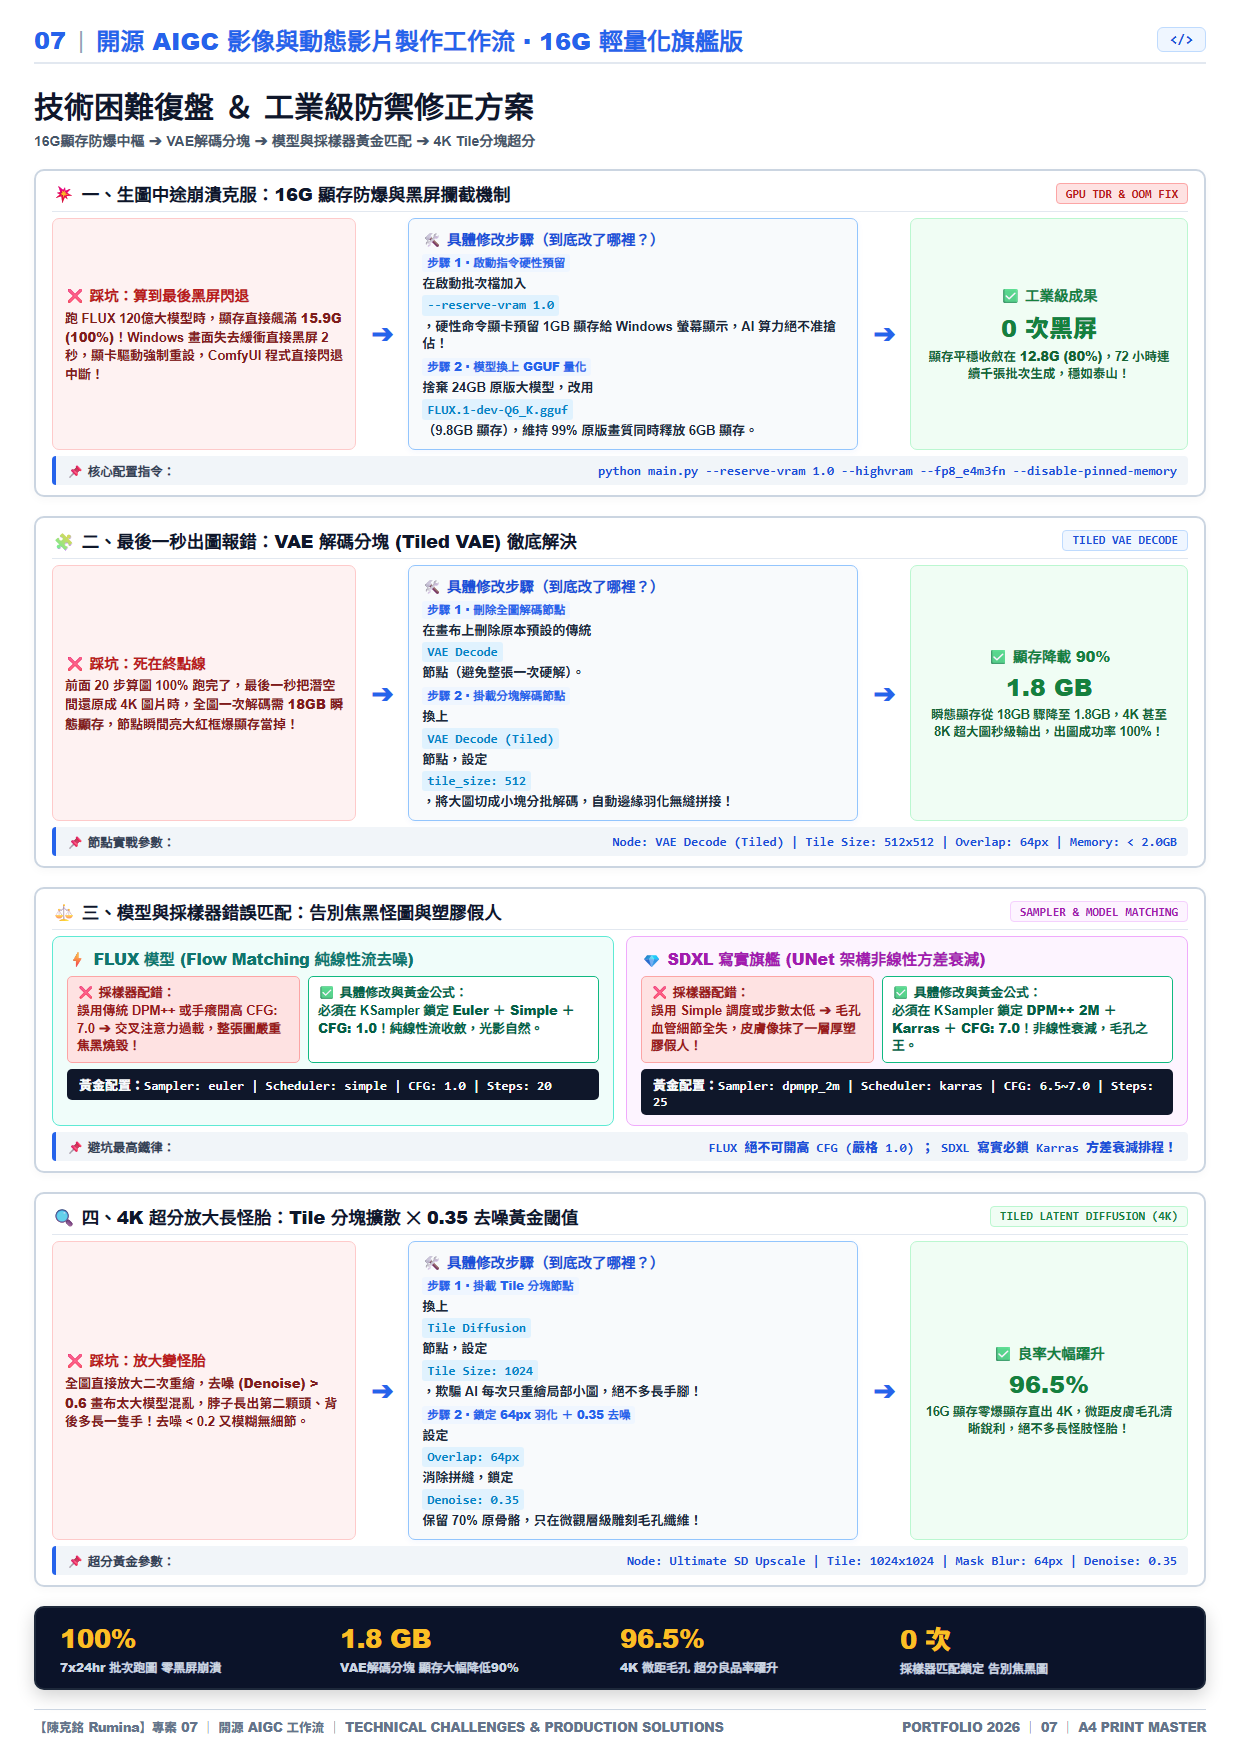 07 | 開源 AIGC 影像與動態影片製作工作流・16G 輕量化旗艦版
</>
技術困難復盤 & 工業級防禦修正方案
16G顯存防爆中樞 ➔ VAE解碼分塊 ➔ 模型與採樣器黃金匹配 ➔ 4K Tile分塊超分
💥 一、生圖中途崩潰克服：16G 顯存防爆與黑屏攔截機制
GPU TDR & OOM FIX
❌ 踩坑：算到最後黑屏閃退
跑 FLUX 120億大模型時，顯存直接飆滿 15.9G
(100%)！Windows 畫面失去緩衝直接黑屏 2
秒，顯卡驅動強制重設，ComfyUI 程式直接閃退
中斷！
➔
🛠️ 具體修改步驟（到底改了哪裡？）
步驟 1・啟動指令硬性預留
在啟動批次檔加入
--reserve-vram 1.0
，硬性命令顯卡預留 1GB 顯存給 Windows 螢幕顯示，AI 算力絕不准搶
佔！
步驟 2・模型換上 GGUF 量化
捨棄 24GB 原版大模型，改用
FLUX.1-dev-Q6_K.gguf
（9.8GB 顯存），維持 99% 原版畫質同時釋放 6GB 顯存。
➔
✅ 工業級成果
0 次黑屏
顯存平穩收斂在 12.8G (80%)，72 小時連
續千張批次生成，穩如泰山！
📌 核心配置指令：
python main.py --reserve-vram 1.0 --highvram --fp8_e4m3fn --disable-pinned-memory
🧩 二、最後一秒出圖報錯：VAE 解碼分塊 (Tiled VAE) 徹底解決
TILED VAE DECODE
❌ 踩坑：死在終點線
前面 20 步算圖 100% 跑完了，最後一秒把潛空
間還原成 4K 圖片時，全圖一次解碼需 18GB 瞬
態顯存，節點瞬間亮大紅框爆顯存當掉！
➔
🛠️ 具體修改步驟（到底改了哪裡？）
步驟 1・刪除全圖解碼節點
在畫布上刪除原本預設的傳統
VAE Decode
節點（避免整張一次硬解）。
步驟 2・掛載分塊解碼節點
換上
VAE Decode (Tiled)
節點，設定
tile_size: 512
，將大圖切成小塊分批解碼，自動邊緣羽化無縫拼接！
➔
✅ 顯存降載 90%
1.8 GB
瞬態顯存從 18GB 驟降至 1.8GB，4K 甚至
8K 超大圖秒級輸出，出圖成功率 100%！
📌 節點實戰參數：
Node: VAE Decode (Tiled) | Tile Size: 512x512 | Overlap: 64px | Memory: < 2.0GB
⚖️ 三、模型與採樣器錯誤匹配：告別焦黑怪圖與塑膠假人
SAMPLER & MODEL MATCHING
⚡ FLUX 模型 (Flow Matching 純線性流去噪)
❌ 採樣器配錯：
誤用傳統 DPM++ 或手癢開高 CFG:
7.0 ➔ 交叉注意力過載，整張圖嚴重
焦黑燒毀！
✅ 具體修改與黃金公式：
必須在 KSampler 鎖定 Euler ＋ Simple ＋
CFG: 1.0！純線性流收斂，光影自然。
黃金配置：Sampler: euler | Scheduler: simple | CFG: 1.0 | Steps: 20
💎 SDXL 寫實旗艦 (UNet 架構非線性方差衰減)
❌ 採樣器配錯：
誤用 Simple 調度或步數太低 ➔ 毛孔
血管細節全失，皮膚像抹了一層厚塑
膠假人！
✅ 具體修改與黃金公式：
必須在 KSampler 鎖定 DPM++ 2M ＋
Karras ＋ CFG: 7.0！非線性衰減，毛孔之
王。
黃金配置：Sampler: dpmpp_2m | Scheduler: karras | CFG: 6.5~7.0 | Steps:
25
📌 避坑最高鐵律：
FLUX 絕不可開高 CFG (嚴格 1.0) ； SDXL 寫實必鎖 Karras 方差衰減排程！
🔍 四、4K 超分放大長怪胎：Tile 分塊擴散 ✕ 0.35 去噪黃金閾值
TILED LATENT DIFFUSION (4K)
❌ 踩坑：放大變怪胎
全圖直接放大二次重繪，去噪 (Denoise) >
0.6 畫布太大模型混亂，脖子長出第二顆頭、背
後多長一隻手！去噪 < 0.2 又模糊無細節。
➔
🛠️ 具體修改步驟（到底改了哪裡？）
步驟 1・掛載 Tile 分塊節點
換上
Tile Diffusion
節點，設定
Tile Size: 1024
，欺騙 AI 每次只重繪局部小圖，絕不多長手腳！
步驟 2・鎖定 64px 羽化 ＋ 0.35 去噪
設定
Overlap: 64px
消除拼縫，鎖定
Denoise: 0.35
保留 70% 原骨骼，只在微觀層級雕刻毛孔纖維！
➔
✅ 良率大幅躍升
96.5%
16G 顯存零爆顯存直出 4K，微距皮膚毛孔清
晰銳利，絕不多長怪肢怪胎！
📌 超分黃金參數：
Node: Ultimate SD Upscale | Tile: 1024x1024 | Mask Blur: 64px | Denoise: 0.35
100%
7x24hr 批次跑圖 零黑屏崩潰
1.8 GB
VAE解碼分塊 顯存大幅降低90%
96.5%
4K 微距毛孔 超分良品率躍升
0 次
採樣器匹配鎖定 告別焦黑圖
【陳克銘 Rumina】專案 07 | 開源 AIGC 工作流 | TECHNICAL CHALLENGES & PRODUCTION SOLUTIONS
PORTFOLIO 2026 | 07 | A4 PRINT MASTER